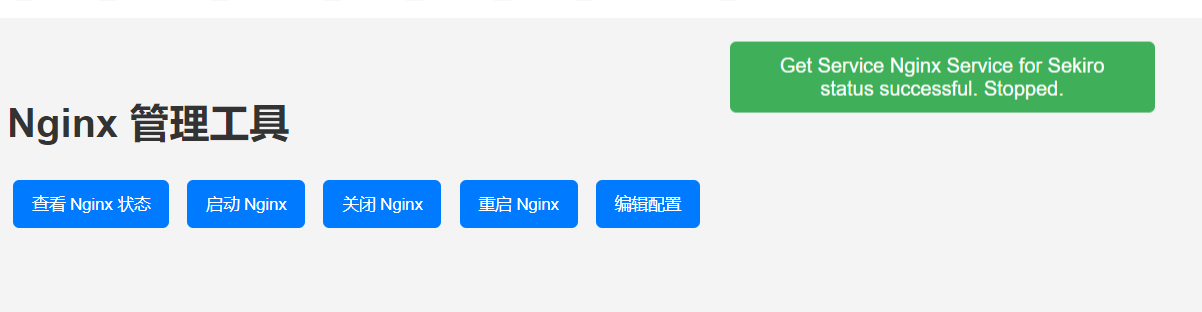 Get Service Nginx Service for Sekiro
status successful. Stopped.
Nginx 管理工具
查看 Nginx 状态
启动 Nginx
关闭 Nginx
重启 Nginx
编辑配置